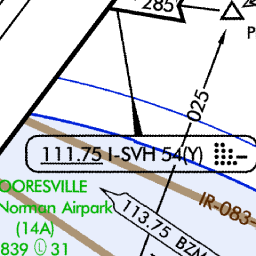 285
025
111.75 I-SVH 54(Y)
OORESVILLE
Norman Airpark
(14A)
839 Ⓛ 31
IR-083
113.75 BZM